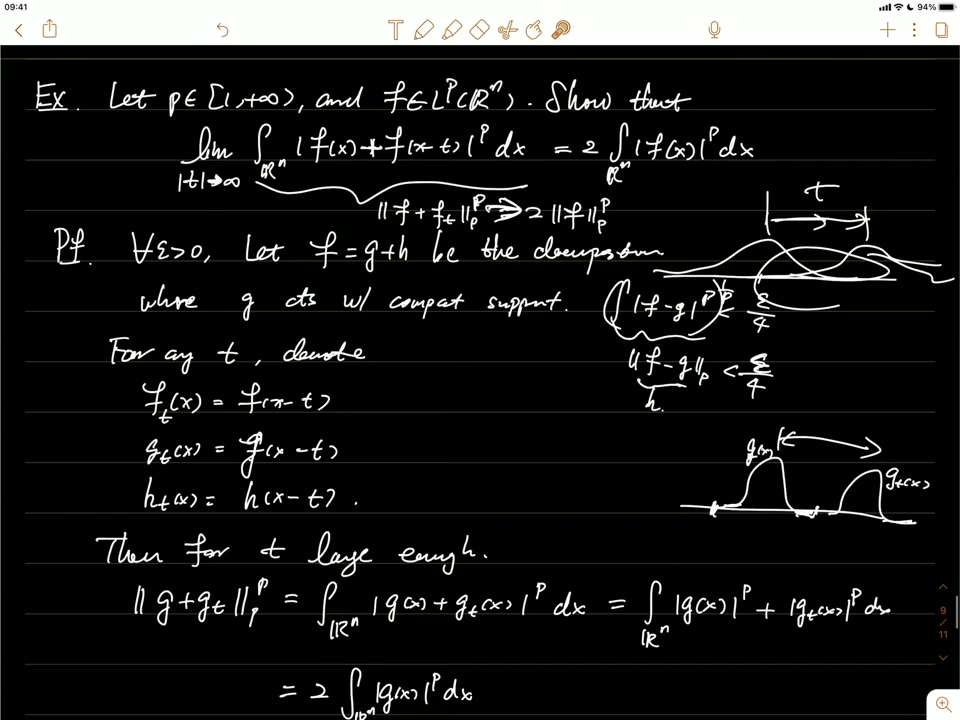 09:41
94%
Ex. Let p∈[1,+∞), and f∈L^p(ℝ^n). Show that
lim_{|t|→∞} ∫_{ℝ^n} |f(x)+f(x-t)|^p dx = 2 ∫_{ℝ^n} |f(x)|^p dx
‖f+f_t‖_p^p → 2‖f‖_p^p
τ
Pf. ∀ε>0, Let f=g+h be the
where g cts w/ compat support. (∫|f-g|^p)^{1/p} < ε/4
For any t, denote
‖f-g‖_p < ε/4
h.
f_t(x) = f(x-t)
g_t(x) = g(x-t)
g(x)
g_t(x)
h_t(x) = h(x-t).
Then for t large enough.
‖g+g_t‖_p^p = ∫_{ℝ^n} |g(x)+g_t(x)|^p dx = ∫_{ℝ^n} |g(x)|^p + |g_t(x)|^p dx
= 2 ∫_{ℝ^n} |g(x)|^p dx
9
/
11